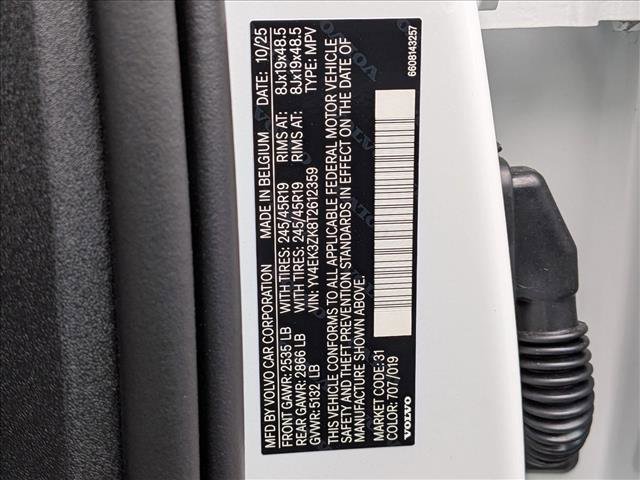 MFD BY VOLVO CAR CORPORATION MADE IN BELGIUM DATE: 10/25
FRONT GAWR: 2535 LB WITH TIRES: 245/45R19 RIMS AT: 8Jx19x48.5
REAR GAWR: 2866 LB WITH TIRES: 245/45R19 RIMS AT: 8Jx19x48.5
GVWR: 5132 LB VIN: YV4EK3ZK8T2612359 TYPE: MPV
THIS VEHICLE CONFORMS TO ALL APPLICABLE FEDERAL MOTOR VEHICLE
SAFETY AND THEFT PREVENTION STANDARDS IN EFFECT ON THE DATE OF
MANUFACTURE SHOWN ABOVE.
MARKET CODE: 31
COLOR: 707/019
VOLVO
6608143257